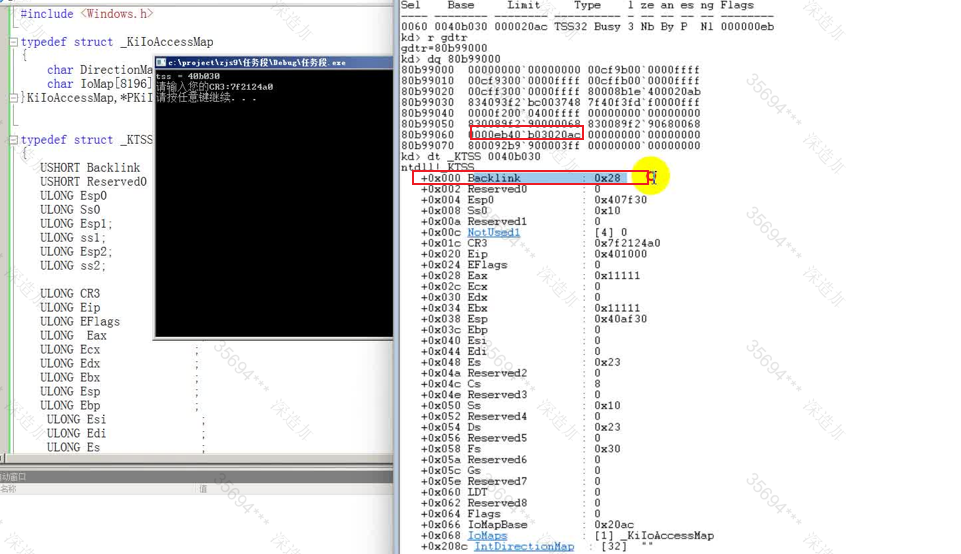 #include <Windows.h>
typedef struct _KiIoAccessMap
{
char DirectionMa
char IoMap[8196]
}KiIoAccessMap,*PKiI
typedef struct _KTSS
{
USHORT Backlink
USHORT Reserved0
ULONG Esp0
ULONG Ss0
ULONG Esp1;
ULONG ss1;
ULONG Esp2;
ULONG ss2;
ULONG CR3
ULONG Eip
ULONG EFlags
ULONG Eax
ULONG Ecx ;
ULONG Edx ;
ULONG Ebx ;
ULONG Esp ;
ULONG Ebp ;
ULONG Esi ;
ULONG Edi ;
ULONG Es ;
动窗口
名称 值
c:\project\zjs9\任务段\Debug\任务段.exe
tss = 40b030
请输入您的CR3:7f2124a0
请按任意键继续. . .
Sel Base Limit Type l ze an es ng Flags
0060 0040b030 000020ac TSS32 Busy 3 Nb By P Nl 000000eb
kd> r gdtr
gdtr=80b99000
kd> dq 80b99000
80b99000 00000000`00000000 00cf9b00`0000ffff
80b99010 00cf9300`0000ffff 00cffb00`0000ffff
80b99020 00cff300`0000ffff 80008b1e`400020ab
80b99030 834093f2`bc003748 7f40f3fd`f0000fff
80b99040 0000f200`0400ffff 00000000`00000000
80b99050 830089f2`90000068 830089f2`90680068
80b99060 0000eb40`b03020ac 00000000`00000000
80b99070 800092b9`900003ff 00000000`00000000
kd> dt _KTSS 0040b030
ntdll!_KTSS
+0x000 Backlink : 0x28
+0x002 Reserved0 : 0
+0x004 Esp0 : 0x407f30
+0x008 Ss0 : 0x10
+0x00a Reserved1 : 0
+0x00c NotUsed1 : [4] 0
+0x01c CR3 : 0x7f2124a0
+0x020 Eip : 0x401000
+0x024 EFlags : 0
+0x028 Eax : 0x11111
+0x02c Ecx : 0
+0x030 Edx : 0
+0x034 Ebx : 0x11111
+0x038 Esp : 0x40af30
+0x03c Ebp : 0
+0x040 Esi : 0
+0x044 Edi : 0
+0x048 Es : 0x23
+0x04a Reserved2 : 0
+0x04c Cs : 8
+0x04e Reserved3 : 0
+0x050 Ss : 0x10
+0x052 Reserved4 : 0
+0x054 Ds : 0x23
+0x056 Reserved5 : 0
+0x058 Fs : 0x30
+0x05a Reserved6 : 0
+0x05c Gs : 0
+0x05e Reserved7 : 0
+0x060 LDT : 0
+0x062 Reserved8 : 0
+0x064 Flags : 0
+0x066 IoMapBase : 0x20ac
+0x068 IoMaps : [1] _KiIoAccessMap
+0x208c IntDirectionMap : [32] ""